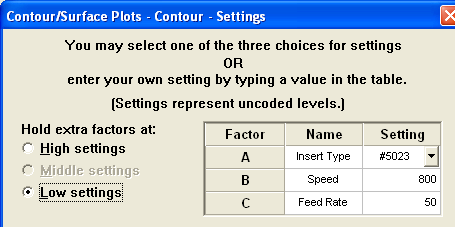 Contour/Surface Plots - Contour - Settings
You may select one of the three choices for settings
OR
enter your own setting by typing a value in the table.
(Settings represent uncoded levels.)
Hold extra factors at:
High settings
Middle settings
Low settings
Factor Name Setting
A Insert Type #5023
B Speed 800
C Feed Rate 50